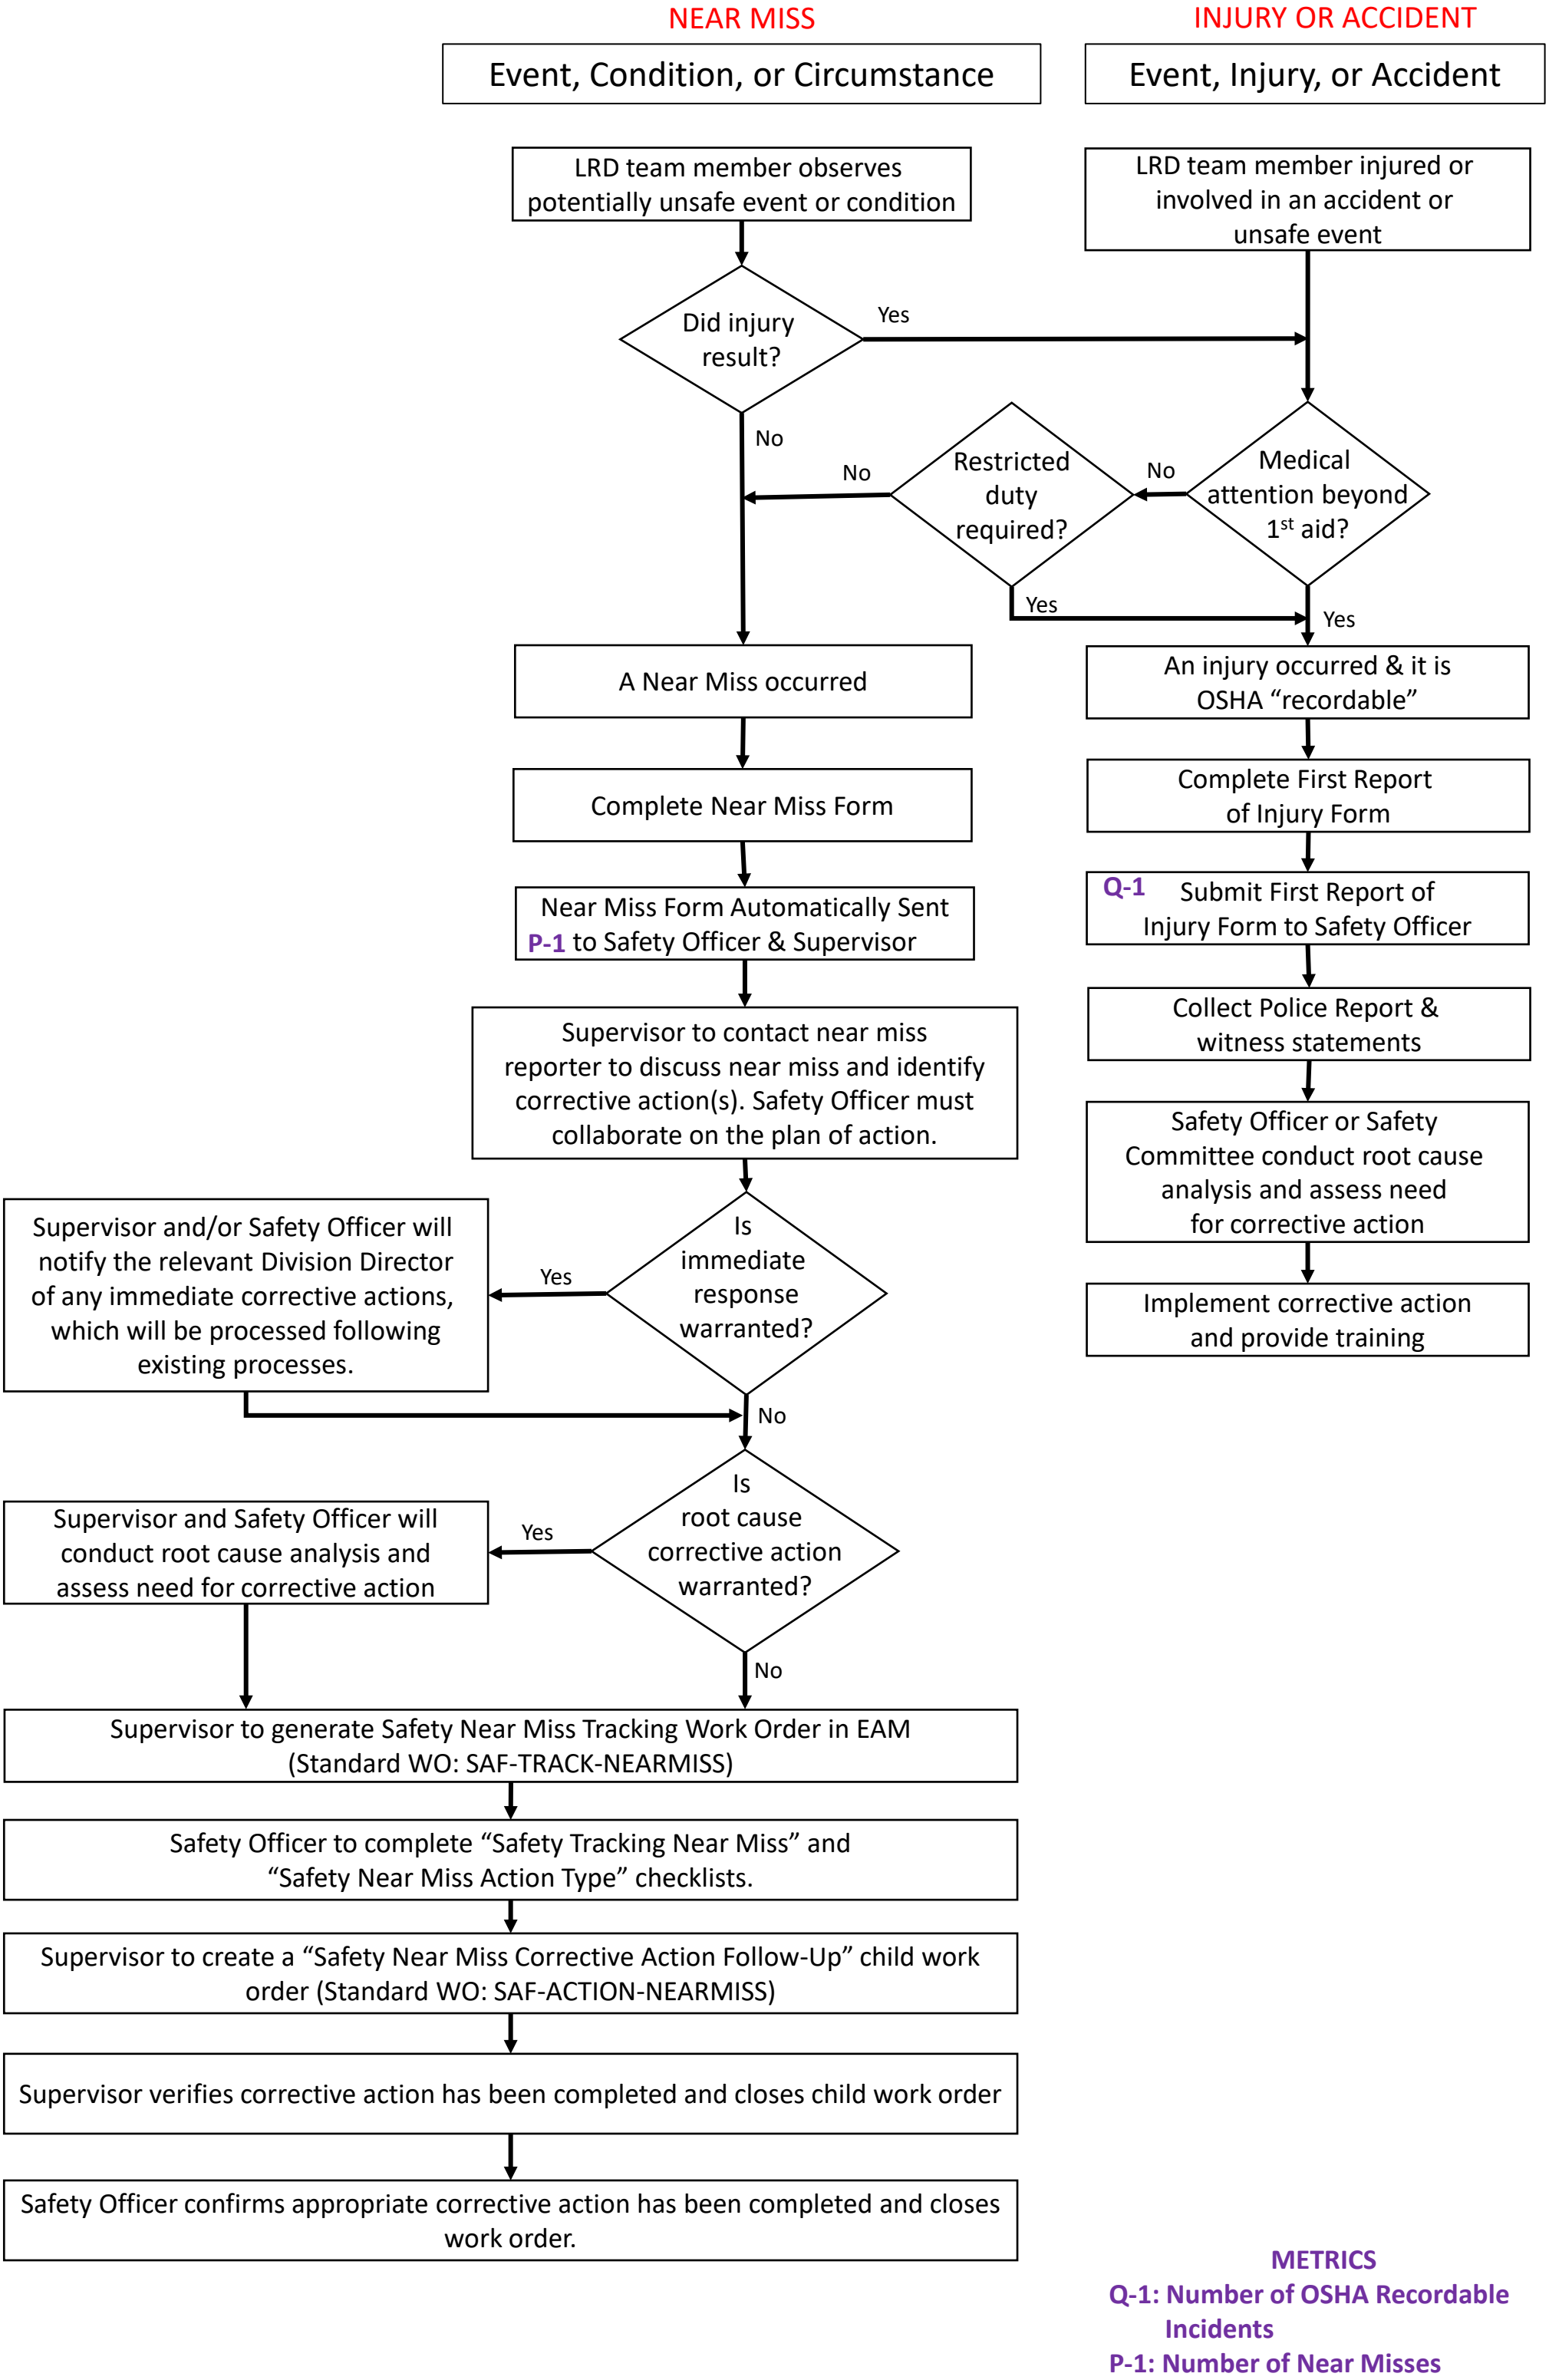 NEAR MISS
INJURY OR ACCIDENT
Event, Condition, or Circumstance
Event, Injury, or Accident
LRD team member observes
potentially unsafe event or condition
LRD team member injured or
involved in an accident or
unsafe event
Did injury
result?
Yes
No
Medical
attention beyond
1st aid?
No
Restricted
duty
required?
No
Yes
Yes
A Near Miss occurred
An injury occurred & it is
OSHA “recordable”
Complete Near Miss Form
Complete First Report
of Injury Form
Near Miss Form Automatically Sent
P-1 to Safety Officer & Supervisor
Q-1 Submit First Report of
Injury Form to Safety Officer
Supervisor to contact near miss
reporter to discuss near miss and identify
corrective action(s). Safety Officer must
collaborate on the plan of action.
Collect Police Report &
witness statements
Safety Officer or Safety
Committee conduct root cause
analysis and assess need
for corrective action
Implement corrective action
and provide training
Is
immediate
response
warranted?
Yes
Supervisor and/or Safety Officer will
notify the relevant Division Director
of any immediate corrective actions,
which will be processed following
existing processes.
No
Is
root cause
corrective action
warranted?
Yes
Supervisor and Safety Officer will
conduct root cause analysis and
assess need for corrective action
No
Supervisor to generate Safety Near Miss Tracking Work Order in EAM
(Standard WO: SAF-TRACK-NEARMISS)
Safety Officer to complete “Safety Tracking Near Miss” and
“Safety Near Miss Action Type” checklists.
Supervisor to create a “Safety Near Miss Corrective Action Follow-Up” child work
order (Standard WO: SAF-ACTION-NEARMISS)
Supervisor verifies corrective action has been completed and closes child work order
Safety Officer confirms appropriate corrective action has been completed and closes
work order.
METRICS
Q-1: Number of OSHA Recordable
Incidents
P-1: Number of Near Misses